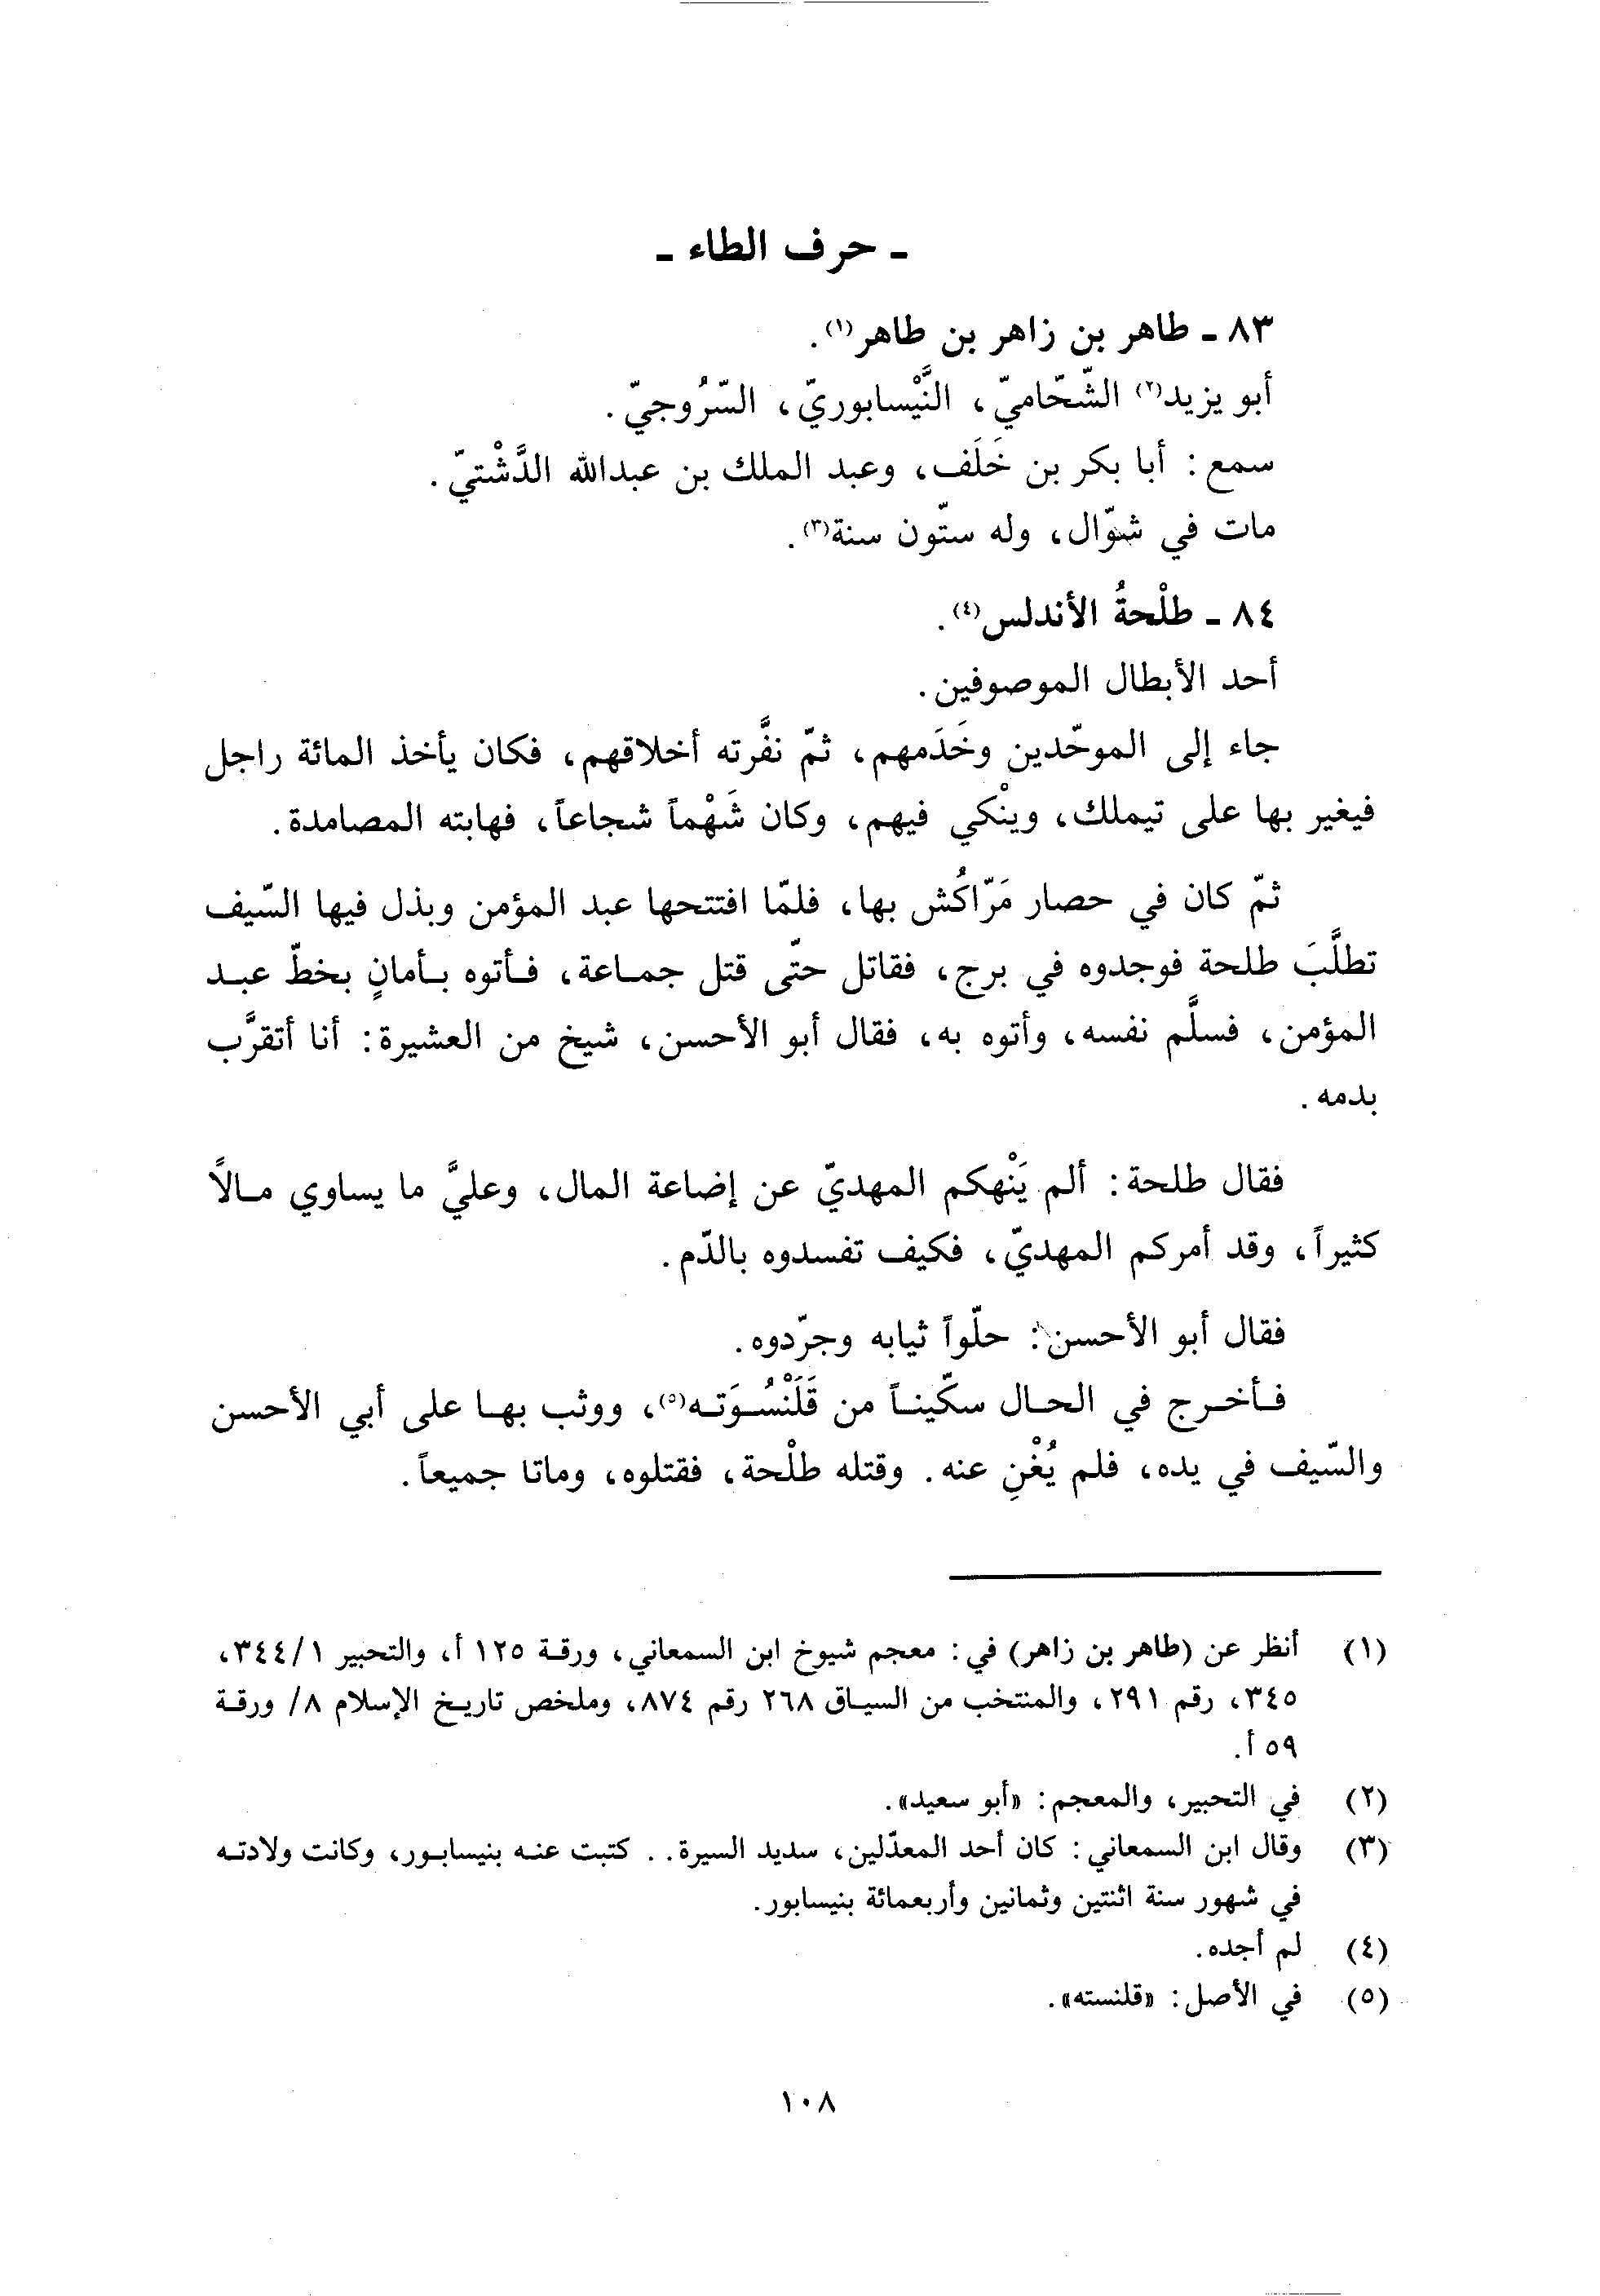 ـ حرف الطاء ـ
٨٣ ـ طاهر بن زاهر بن طاهر(١).
أبو يزيد(٢) الشّحّاميّ، النَّيْسابوريّ، السّرُوجيّ.
سمع: أبا بكر بن خَلَف، وعبد الملك بن عبدالله الدَّشْتيّ.
مات في شوّال، وله ستّون سنة(٣).
٨٤ ـ طلْحةُ الأندلس(٤).
أحد الأبطال الموصوفين.
جاء إلى الموحّدين وخَدَمهم، ثمّ نفَّرته أخلاقهم، فكان يأخذ المائة راجل
فيغير بها على تيملك، وينْكي فيهم، وكان شَهْماً شجاعاً، فهابته المصامدة.
ثمّ كان في حصار مَرّاكُش بها، فلمّا افتتحها عبد المؤمن وبذل فيها السّيف
تطلَّبَ طلحة فوجدوه في برج، فقاتل حتّى قتل جماعة، فأتوه بأمانٍ بخطّ عبد
المؤمن، فسلَّم نفسه، وأتوه به، فقال أبو الأحسن، شيخ من العشيرة: أنا أتقرَّب
بدمه.
فقال طلحة: ألم يَنْهكم المهديّ عن إضاعة المال، وعليَّ ما يساوي مالًا
كثيراً، وقد أمركم المهديّ، فكيف تفسدوه بالدّم.
فقال أبو الأحسن: حلّواً ثيابه وجرّدوه.
فأخرج في الحال سكّيناً من قَلَنْسُوَته(٥)، ووثب بها على أبي الأحسن
والسّيف في يده، فلم يُغْنِ عنه. وقتله طلْحة، فقتلوه، وماتا جميعاً.
(١) أنظر عن (طاهر بن زاهر) في: معجم شيوخ ابن السمعاني، ورقة ١٢٥ أ، والتحبير ٣٤٤/١،
٣٤٥، رقم ٢٩١، والمنتخب من السياق ٢٦٨ رقم ٨٧٤، وملخص تاريخ الإسلام ٨/ ورقة
٥٩ أ.
(٢) في التحبير، والمعجم: «أبو سعيد».
(٣) وقال ابن السمعاني: كان أحد المعدّلين، سديد السيرة.. كتبت عنه بنيسابور، وكانت ولادته
في شهور سنة اثنتين وثمانين وأربعمائة بنيسابور.
(٤) لم أجده.
(٥) في الأصل: «قلنسته».
١٠٨